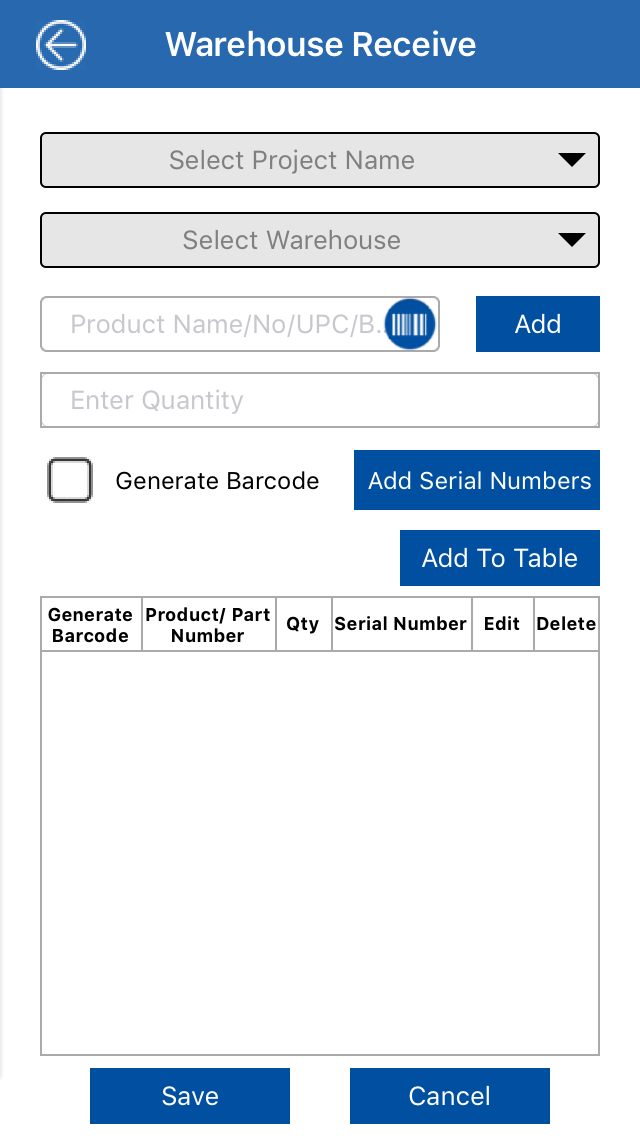 Warehouse Receive
Select Project Name
Select Warehouse
Product Name/No/UPC/B..
Add
Enter Quantity
Generate Barcode
Add Serial Numbers
Add To Table
Generate Barcode
Product/ Part Number
Qty
Serial Number
Edit
Delete
Save
Cancel